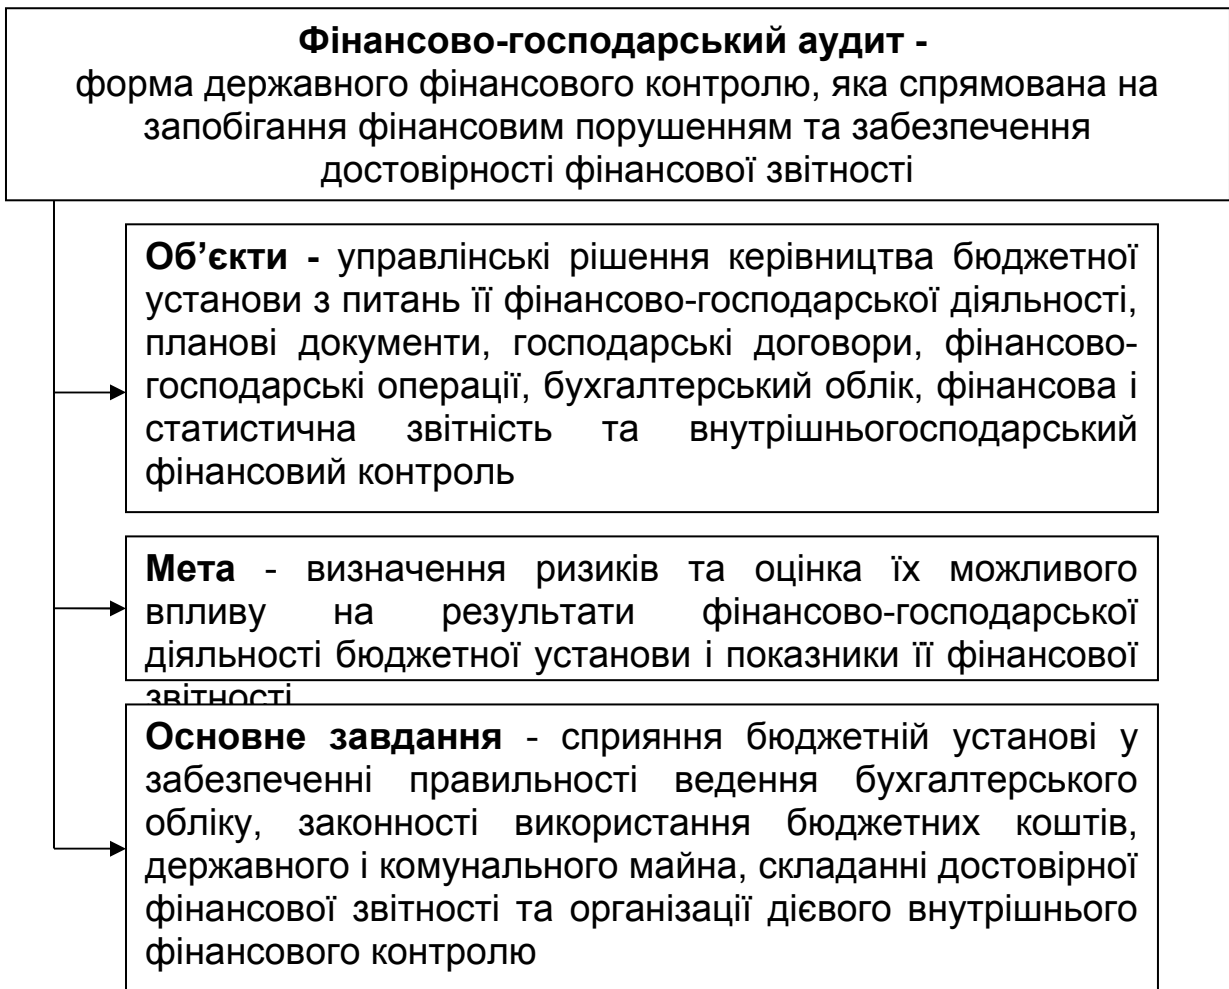 Фінансово-господарський аудит -
форма державного фінансового контролю, яка спрямована на
запобігання фінансовим порушенням та забезпечення
достовірності фінансової звітності
Об’єкти - управлінські рішення керівництва бюджетної
установи з питань її фінансово-господарської діяльності,
планові документи, господарські договори, фінансово-
господарські операції, бухгалтерський облік, фінансова і
статистична звітність та внутрішньогосподарський
фінансовий контроль
Мета - визначення ризиків та оцінка їх можливого
впливу на результати фінансово-господарської
діяльності бюджетної установи і показники її фінансової
звітності
Основне завдання - сприяння бюджетній установі у
забезпеченні правильності ведення бухгалтерського
обліку, законності використання бюджетних коштів,
державного і комунального майна, складанні достовірної
фінансової звітності та організації дієвого внутрішнього
фінансового контролю